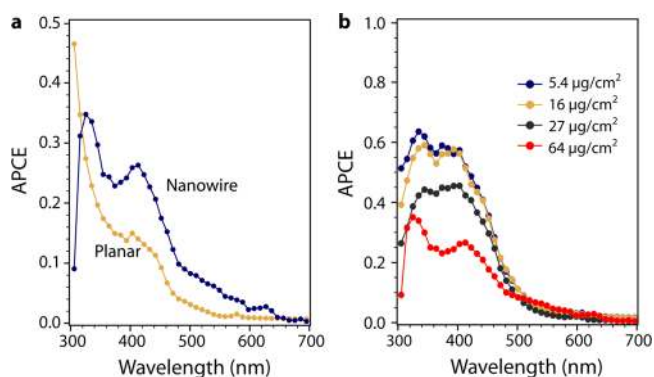 a
0.5
0.4
0.3
0.2
0.1
0.0
APCE
Nanowire
Planar
300 400 500 600 700
Wavelength (nm)
b
1.0
0.8
0.6
0.4
0.2
0.0
APCE
5.4 µg/cm²
16 µg/cm²
27 µg/cm²
64 µg/cm²
300 400 500 600 700
Wavelength (nm)